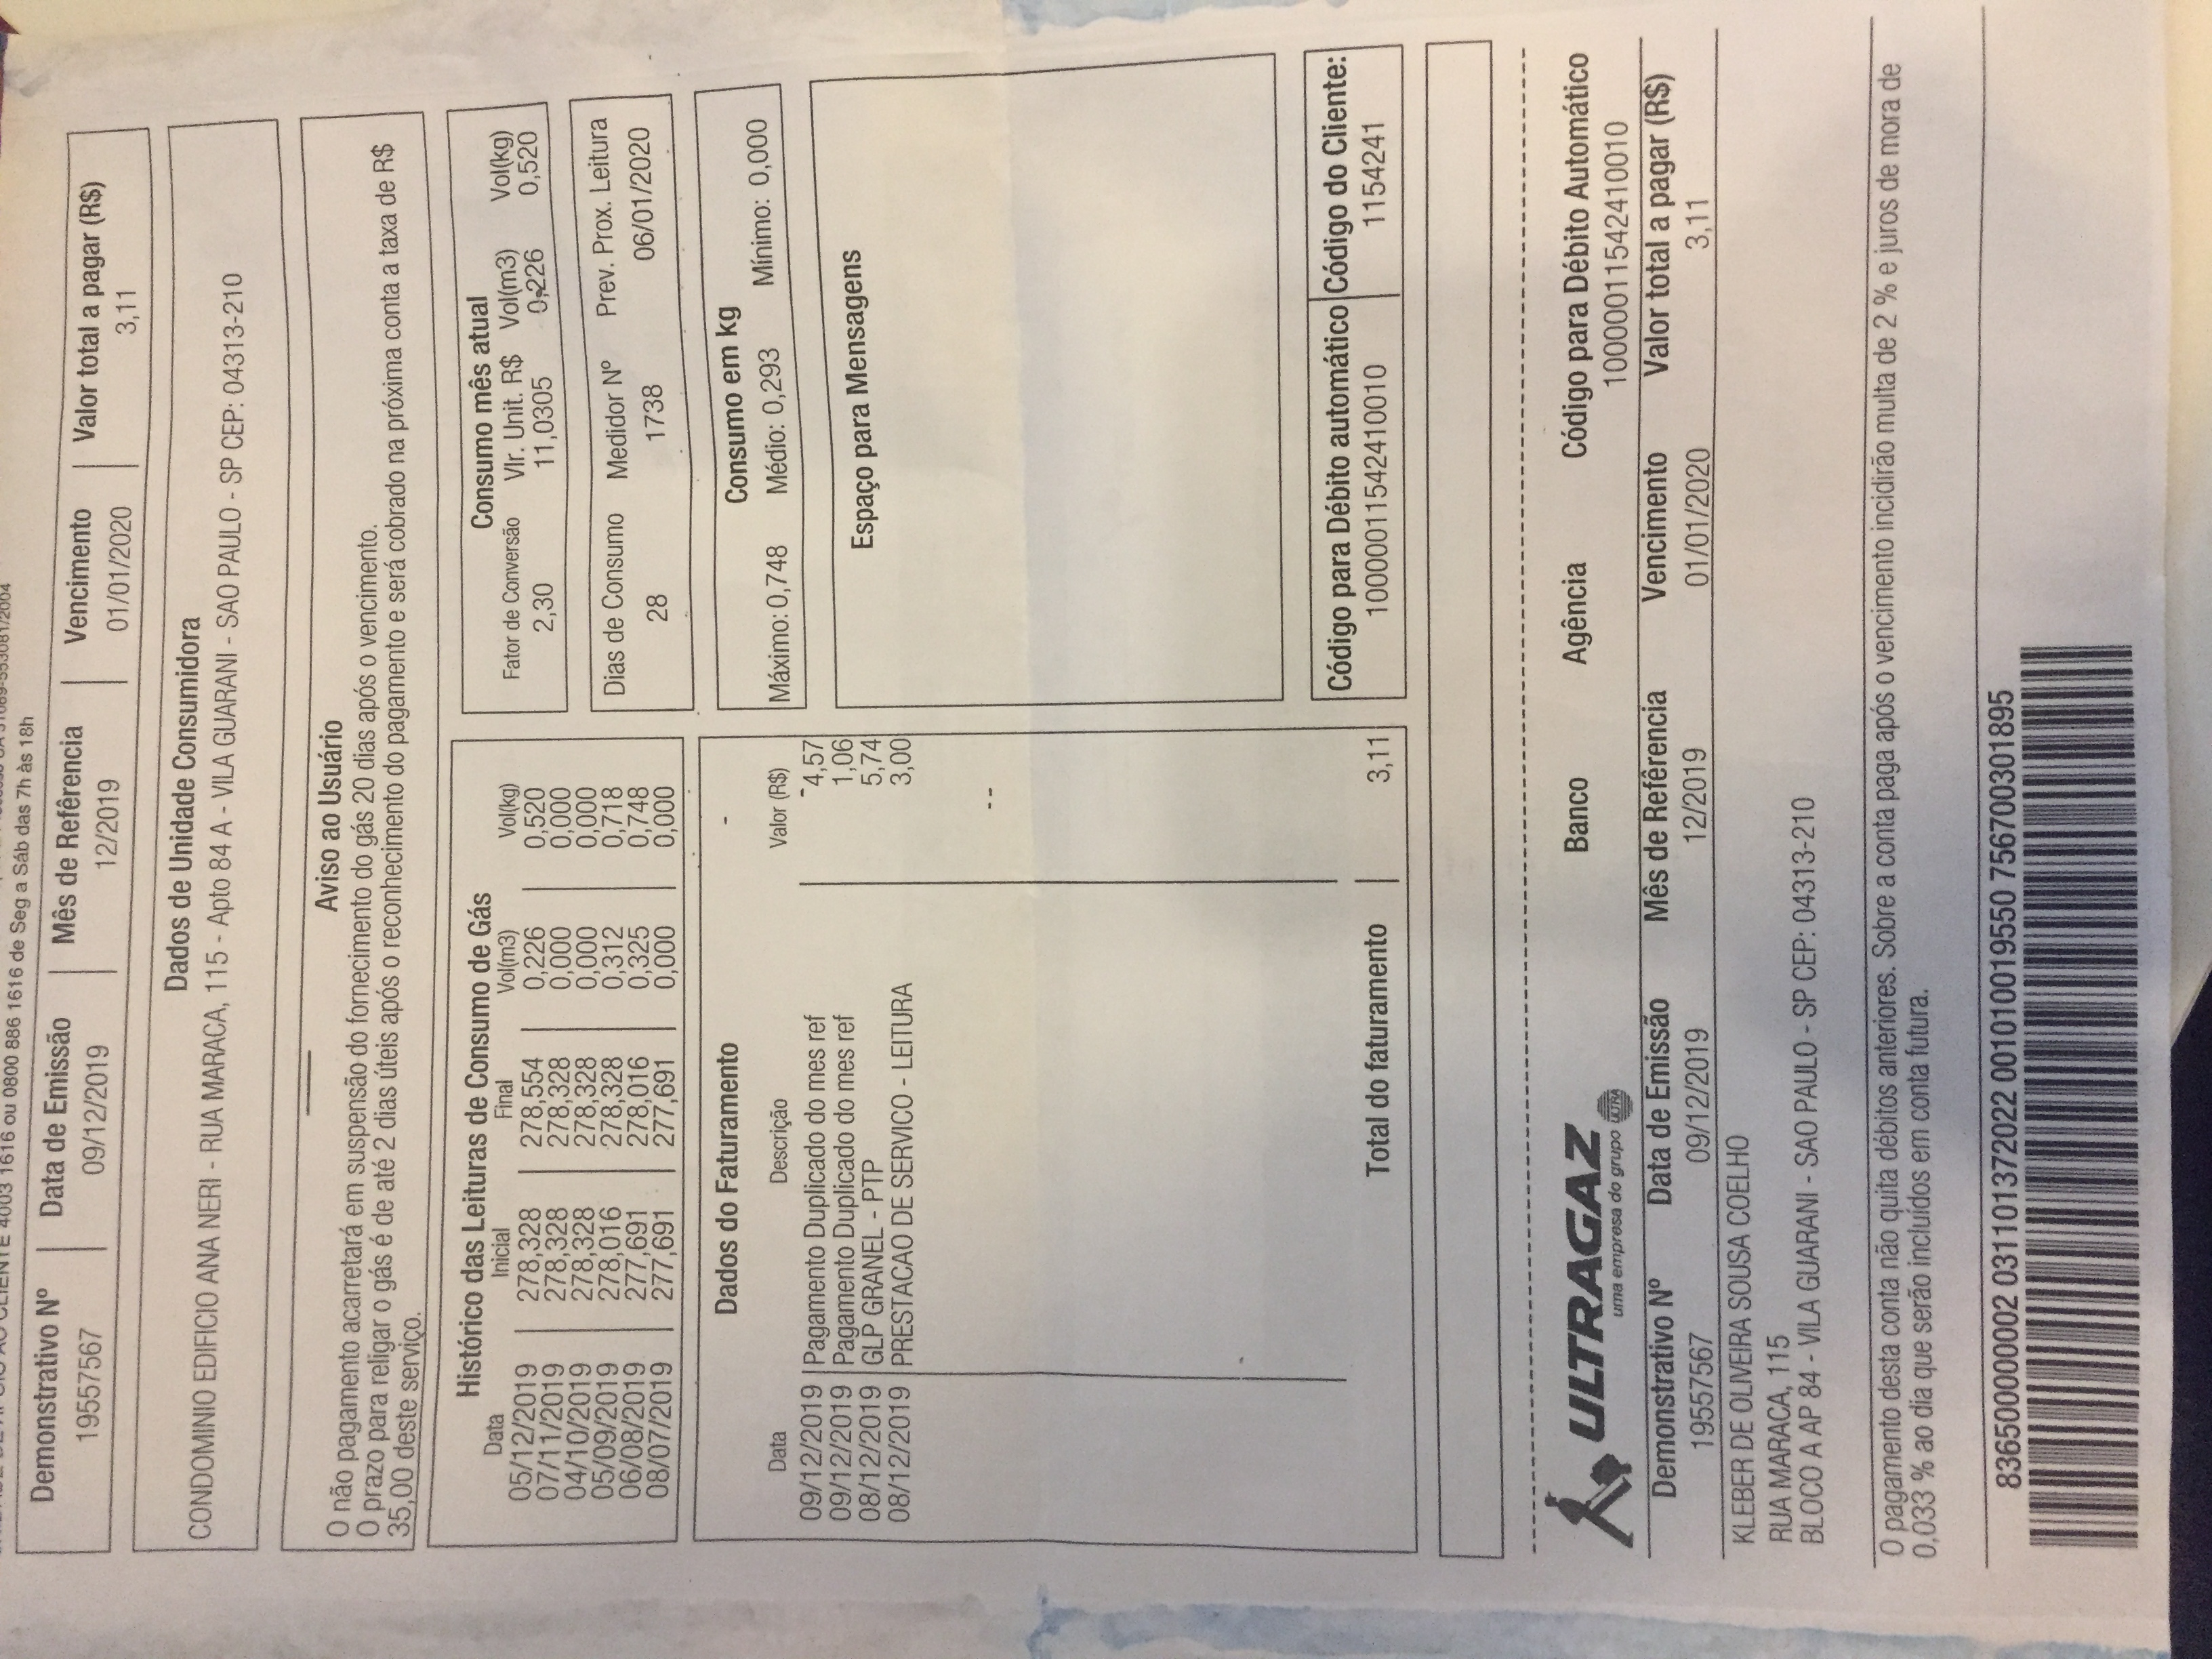 AO CLIENTE 4003 1616 ou 0800 886 1616 de Seg a Sáb das 7h às 18h
Demonstrativo Nº Data de Emissão Mês de Refêrencia Vencimento Valor total a pagar (R$)
19557567 09/12/2019 12/2019 01/01/2020 3,11
Dados de Unidade Consumidora
CONDOMINIO EDIFICIO ANA NERI - RUA MARACA, 115 - Apto 84 A - VILA GUARANI - SAO PAULO - SP CEP: 04313-210
Aviso ao Usuário
O não pagamento acarretará em suspensão do fornecimento do gás 20 dias após o vencimento.
O prazo para religar o gás é de até 2 dias úteis após o reconhecimento do pagamento e será cobrado na próxima conta a taxa de R$
35,00 deste serviço.
Histórico das Leituras de Consumo de Gás
Data Inicial Final Vol(m3) Vol(kg)
05/12/2019 278,328 278,554 0,226 0,520
07/11/2019 278,328 278,328 0,000 0,000
04/10/2019 278,328 278,328 0,000 0,000
05/09/2019 278,016 278,328 0,312 0,718
06/08/2019 277,691 278,016 0,325 0,748
08/07/2019 277,691 277,691 0,000 0,000
Consumo mês atual
Fator de Conversão Vlr. Unit. R$ Vol(m3) Vol(kg)
2,30 11,0305 0,226 0,520
Dias de Consumo Medidor Nº Prev. Prox. Leitura
28 1738 06/01/2020
Consumo em kg
Máximo: 0,748 Médio: 0,293 Mínimo: 0,000
Dados do Faturamento
Data Descrição Valor (R$)
09/12/2019 Pagamento Duplicado do mes ref -4,57
09/12/2019 Pagamento Duplicado do mes ref 1,06
08/12/2019 GLP GRANEL - PTP 5,74
08/12/2019 PRESTACAO DE SERVICO - LEITURA 3,00
Total do faturamento 3,11
Espaço para Mensagens
Código para Débito automático Código do Cliente:
10000011542410010 1154241
ULTRAGAZ
uma empresa do grupo ULTRA
Banco Agência Código para Débito Automático
10000011542410010
Demonstrativo Nº Data de Emissão Mês de Refêrencia Vencimento Valor total a pagar (R$)
19557567 09/12/2019 12/2019 01/01/2020 3,11
KLEBER DE OLIVEIRA SOUSA COELHO
RUA MARACA, 115
BLOCO A AP 84 - VILA GUARANI - SAO PAULO - SP CEP: 04313-210
O pagamento desta conta não quita débitos anteriores. Sobre a conta paga após o vencimento incidirão multa de 2 % e juros de mora de
0,033 % ao dia que serão incluídos em conta futura.
836500000002 031101372022 001010019550 756700301895